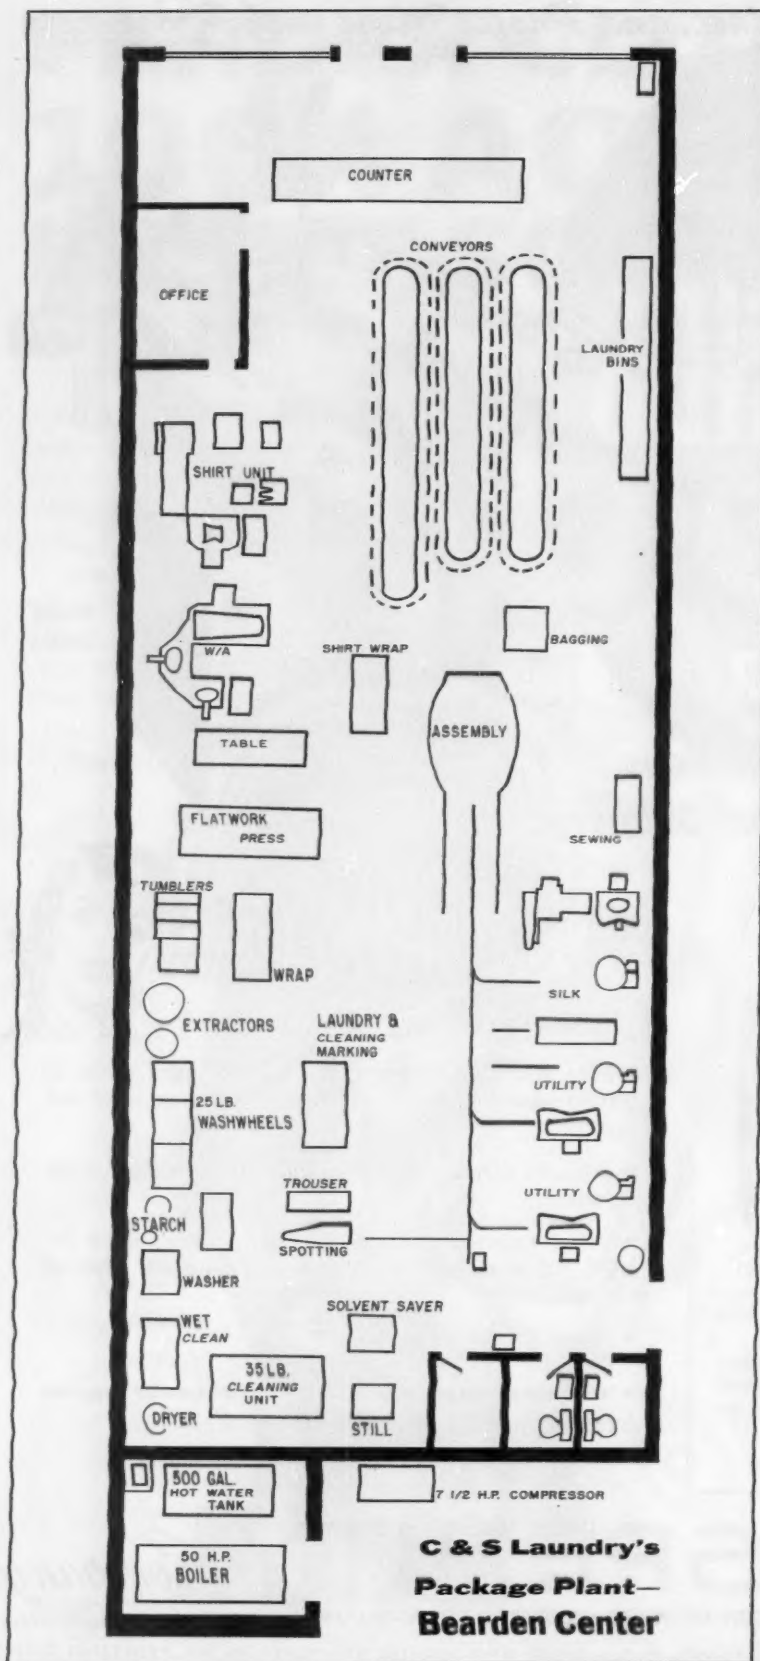 COUNTER
CONVEYORS
OFFICE
LAUNDRY
BINS
SHIRT UNIT
W/A
SHIRT WRAP
BAGGING
TABLE
ASSEMBLY
FLATWORK
PRESS
SEWING
TUMBLERS
WRAP
SILK
EXTRACTORS
LAUNDRY &
CLEANING
MARKING
UTILITY
25 LB.
WASHWHEELS
TROUSER
UTILITY
STARCH
SPOTTING
WASHER
SOLVENT SAVER
WET
CLEAN
35 LB.
CLEANING
UNIT
DRYER
STILL
500 GAL.
HOT WATER
TANK
7 1/2 H.P. COMPRESSOR
50 H.P.
BOILER
C & S Laundry's
Package Plant—
Bearden Center